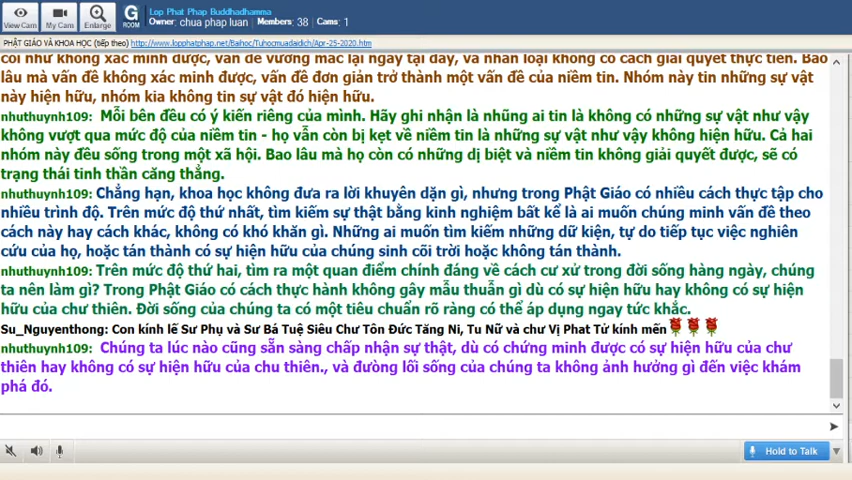 Lop Phat Phap Buddhadhamma
Owner: chua phap luan Members: 38 Cams: 1
View Cam
My Cam
Enlarge
G
ROOM
PHẬT GIÁO VÀ KHOA HỌC (tiếp theo) http://www.lopphatphap.net/Baihoc/Tuhocmuadaidich/Apr-25-2020.htm
coi như không xác minh được, vấn đề vướng mắc lại ngay tại đây, và nhân loại không có cách giải quyết thực tiễn. Bao
lâu mà vấn đề không xác minh được, vấn đề đơn giản trở thành một vấn đề của niềm tin. Nhóm này tin những sự vật
này hiện hữu, nhóm kia không tin sự vật đó hiện hữu.
nhuthuynh109: Mỗi bên đều có ý kiến riêng của mình. Hãy ghi nhận là những ai tin là không có những sự vật như vậy
không vượt qua mức độ của niềm tin - họ vẫn còn bị kẹt về niềm tin là những sự vật như vậy không hiện hữu. Cả hai
nhóm này đều sống trong một xã hội. Bao lâu mà họ còn có những dị biệt và niềm tin không giải quyết được, sẽ có
trạng thái tinh thần căng thẳng.
nhuthuynh109: Chẳng hạn, khoa học không đưa ra lời khuyên dặn gì, nhưng trong Phật Giáo có nhiều cách thực tập cho
nhiều trình độ. Trên mức độ thứ nhất, tìm kiếm sự thật bằng kinh nghiệm bất kể là ai muốn chúng minh vấn đề theo
cách này hay cách khác, không có khó khăn gì. Những ai muốn tìm kiếm những dữ kiện, tự do tiếp tục việc nghiên
cứu của họ, hoặc tán thành có sự hiện hữu của chúng sinh cõi trời hoặc không tán thành.
nhuthuynh109: Trên mức độ thứ hai, tìm ra một quan điểm chính đáng về cách cư xử trong đời sống hàng ngày, chúng
ta nên làm gì? Trong Phật Giáo có cách thực hành không gây mẫu thuẫn gì dù có sự hiện hữu hay không có sự hiện
hữu của chư thiên. Đời sống của chúng ta có một tiêu chuẩn rõ ràng có thể áp dụng ngay tức khắc.
Su_Nguyenthong: Con kính lễ Sư Phụ và Sư Bá Tuệ Siêu Chư Tôn Đức Tăng Ni, Tu Nữ và chư Vị Phat Tử kính mến
nhuthuynh109: Chúng ta lúc nào cũng sẵn sàng chấp nhận sự thật, dù có chứng minh được có sự hiện hữu của chư
thiên hay không có sự hiện hữu của chu thiên., và đường lối sống của chúng ta không ảnh hưởng gì đến việc khám
phá đó.
Hold to Talk